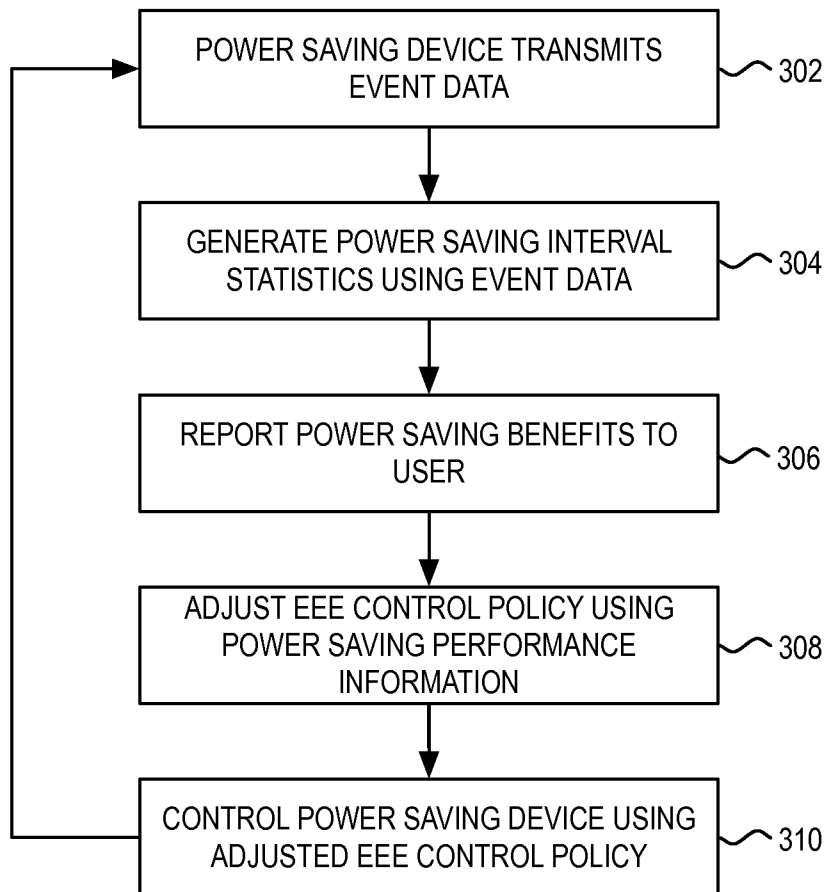 POWER SAVING DEVICE TRANSMITS
EVENT DATA
302
GENERATE POWER SAVING INTERVAL
STATISTICS USING EVENT DATA
304
REPORT POWER SAVING BENEFITS TO
USER
306
ADJUST EEE CONTROL POLICY USING
POWER SAVING PERFORMANCE
INFORMATION
308
CONTROL POWER SAVING DEVICE USING
ADJUSTED EEE CONTROL POLICY
310